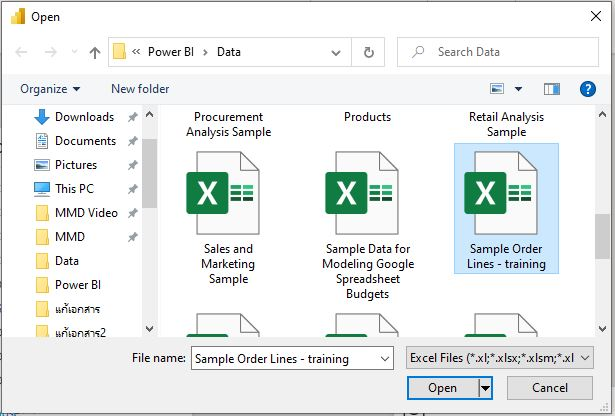 Open
« Power BI > Data
Search Data
Organize
New folder
Downloads
Documents
Pictures
This PC
MMD Video
MMD
Data
Power BI
แก้เอกสาร
แก้เอกสาร2
Procurement
Analysis Sample
Products
Retail Analysis
Sample
Sales and
Marketing
Sample
Sample Data for
Modeling Google
Spreadsheet
Budgets
Sample Order
Lines - training
File name:
Sample Order Lines - training
Excel Files (*.xl;*.xlsx;*.xlsm;*.xl
Open
Cancel